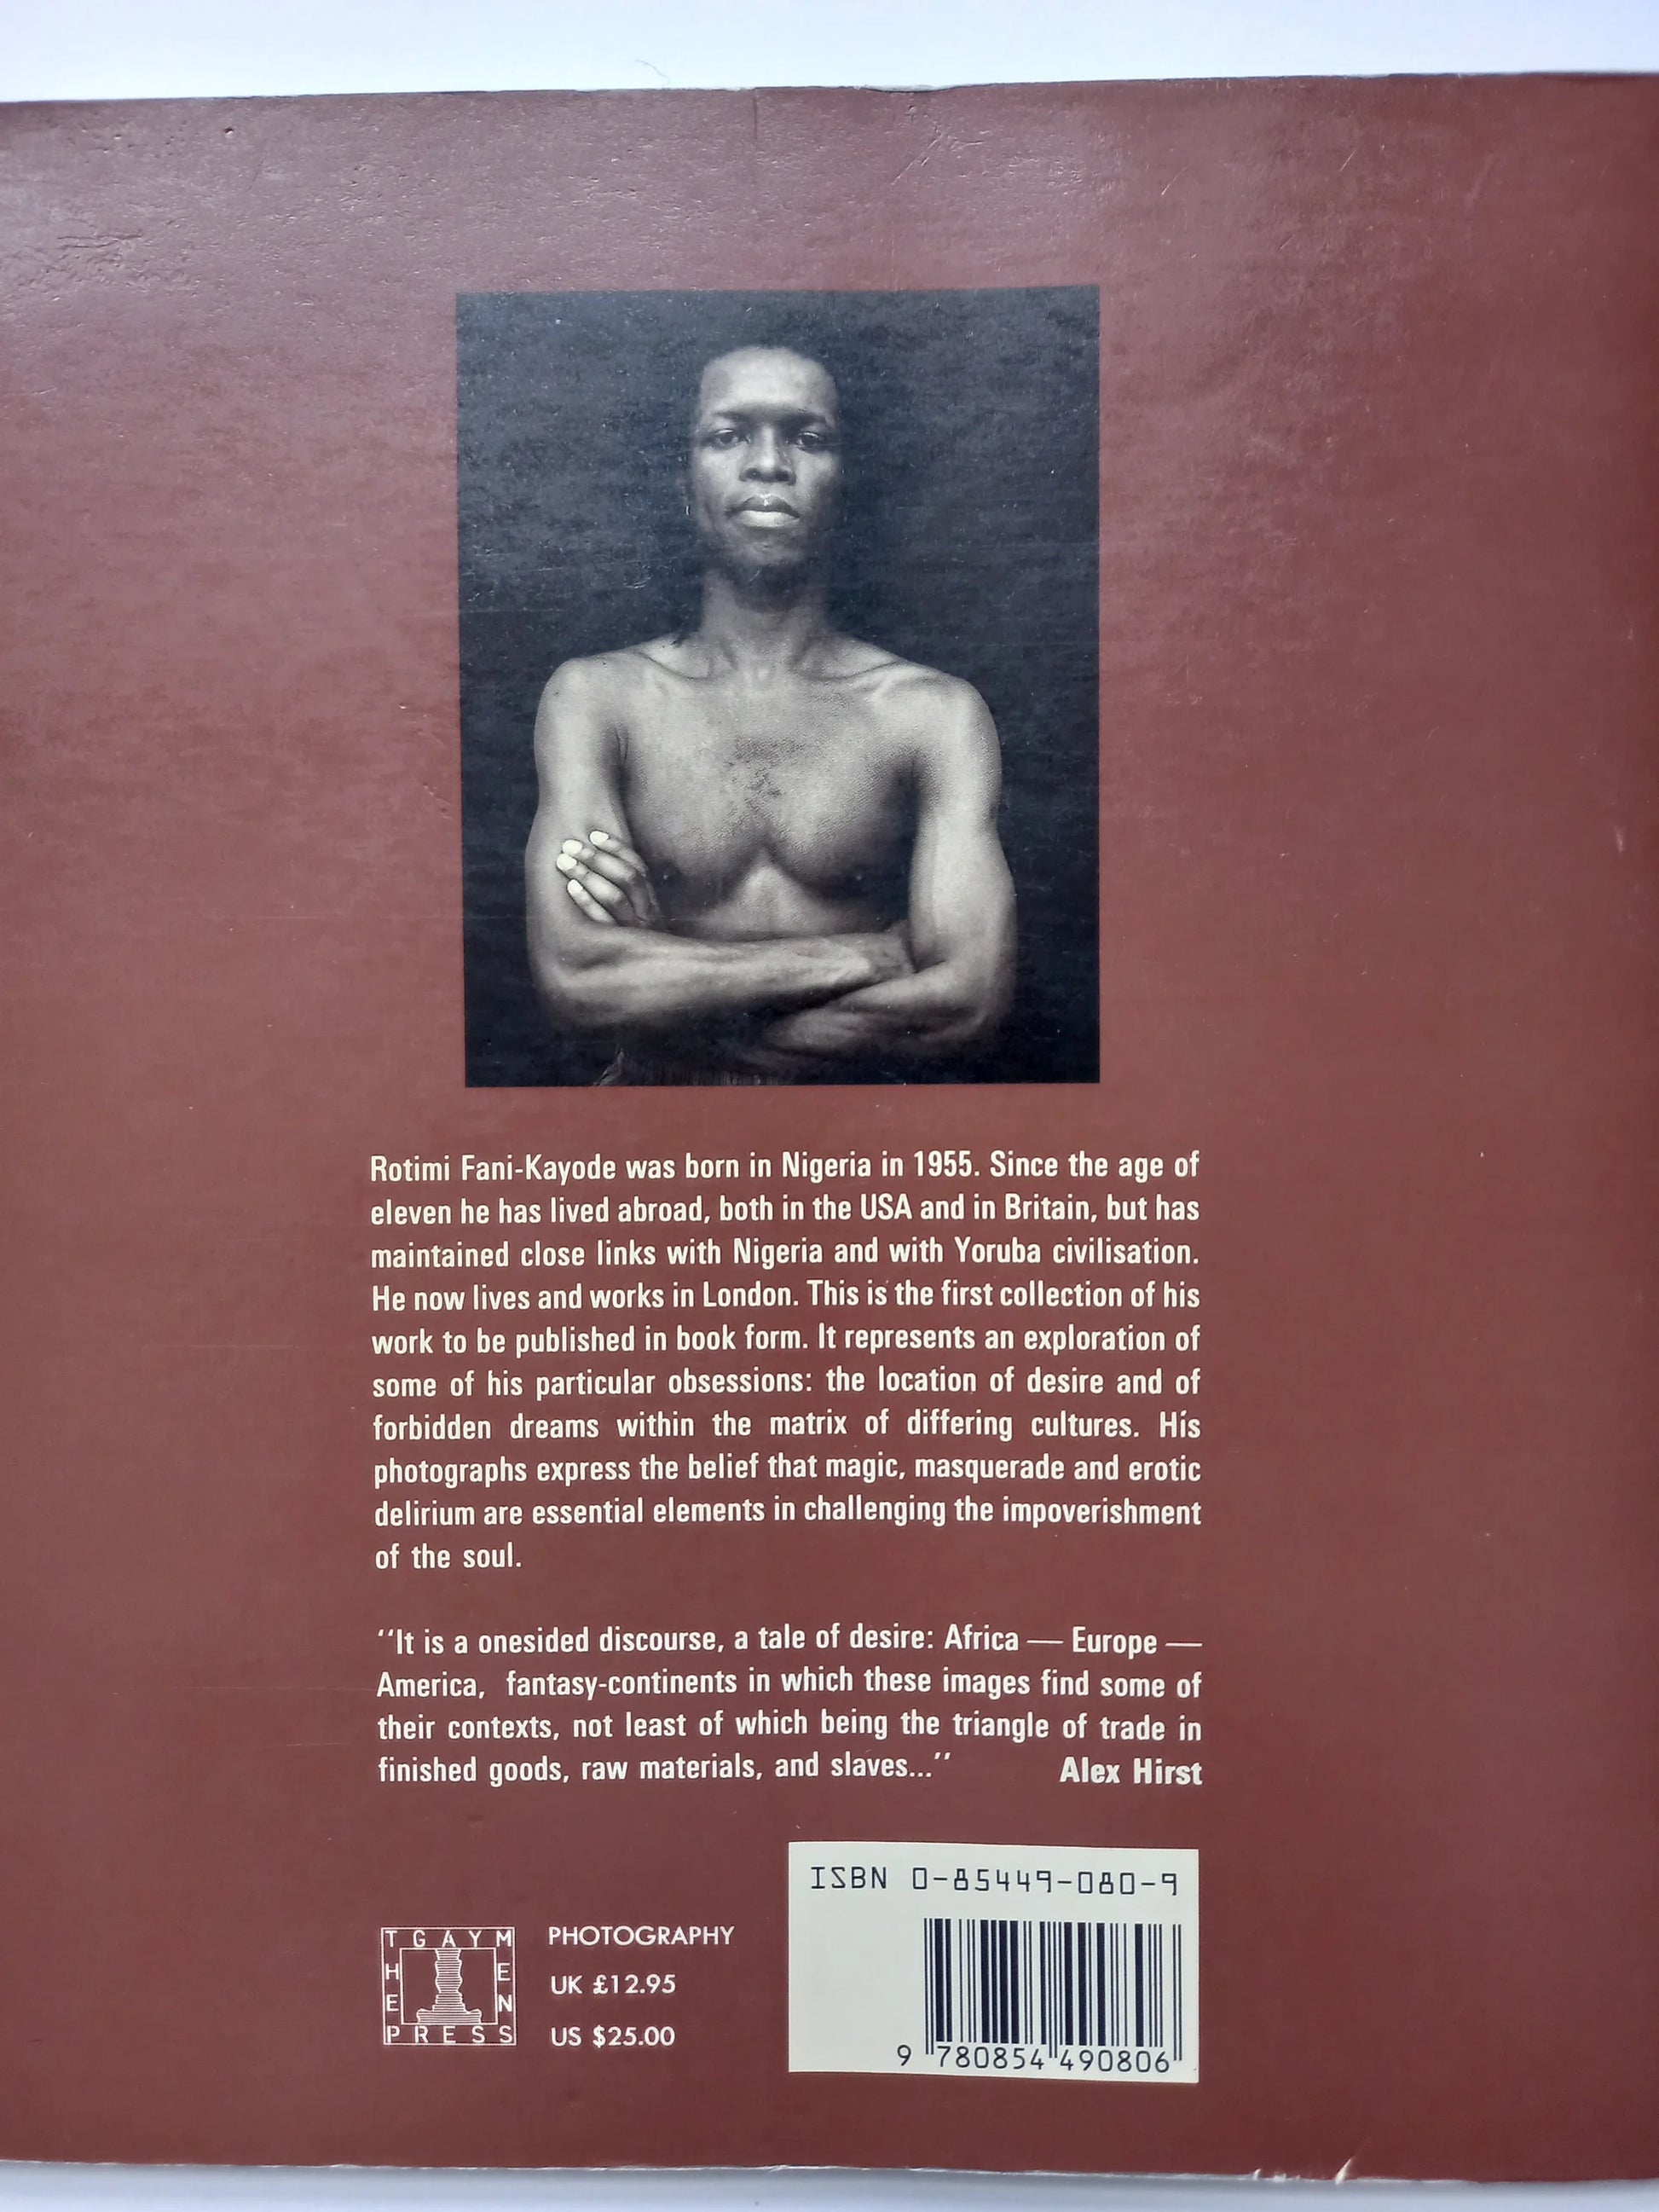 Rotimi Fani-Kayode was born in Nigeria in 1955. Since the age of
eleven he has lived abroad, both in the USA and in Britain, but has
maintained close links with Nigeria and with Yoruba civilisation.
He now lives and works in London. This is the first collection of his
work to be published in book form. It represents an exploration of
some of his particular obsessions: the location of desire and of
forbidden dreams within the matrix of differing cultures. His
photographs express the belief that magic, masquerade and erotic
delirium are essential elements in challenging the impoverishment
of the soul.
''It is a onesided discourse, a tale of desire: Africa — Europe —
America, fantasy-continents in which these images find some of
their contexts, not least of which being the triangle of trade in
finished goods, raw materials, and slaves...'' Alex Hirst
THE GAY MEN PRESS
PHOTOGRAPHY
UK £12.95
US $25.00
ISBN 0-85449-080-9
9 780854 490806